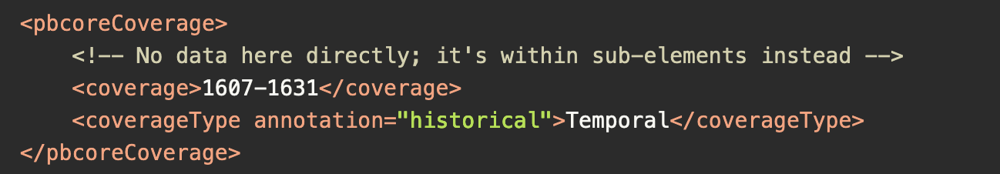 <pbcoreCoverage>
<!-- No data here directly; it's within sub-elements instead -->
<coverage>1607-1631</coverage>
<coverageType annotation="historical">Temporal</coverageType>
</pbcoreCoverage>